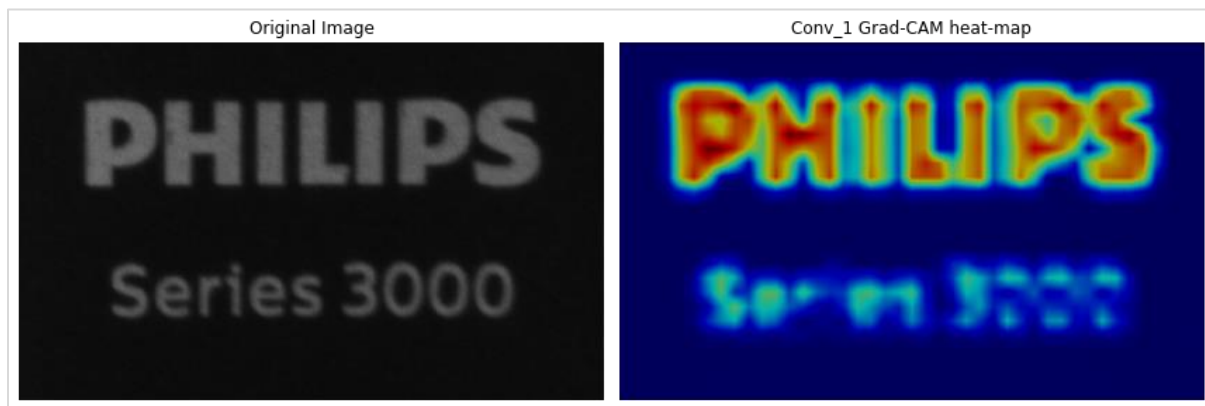 Original Image
Conv_1 Grad-CAM heat-map
PHILIPS
PHILIPS
Series 3000